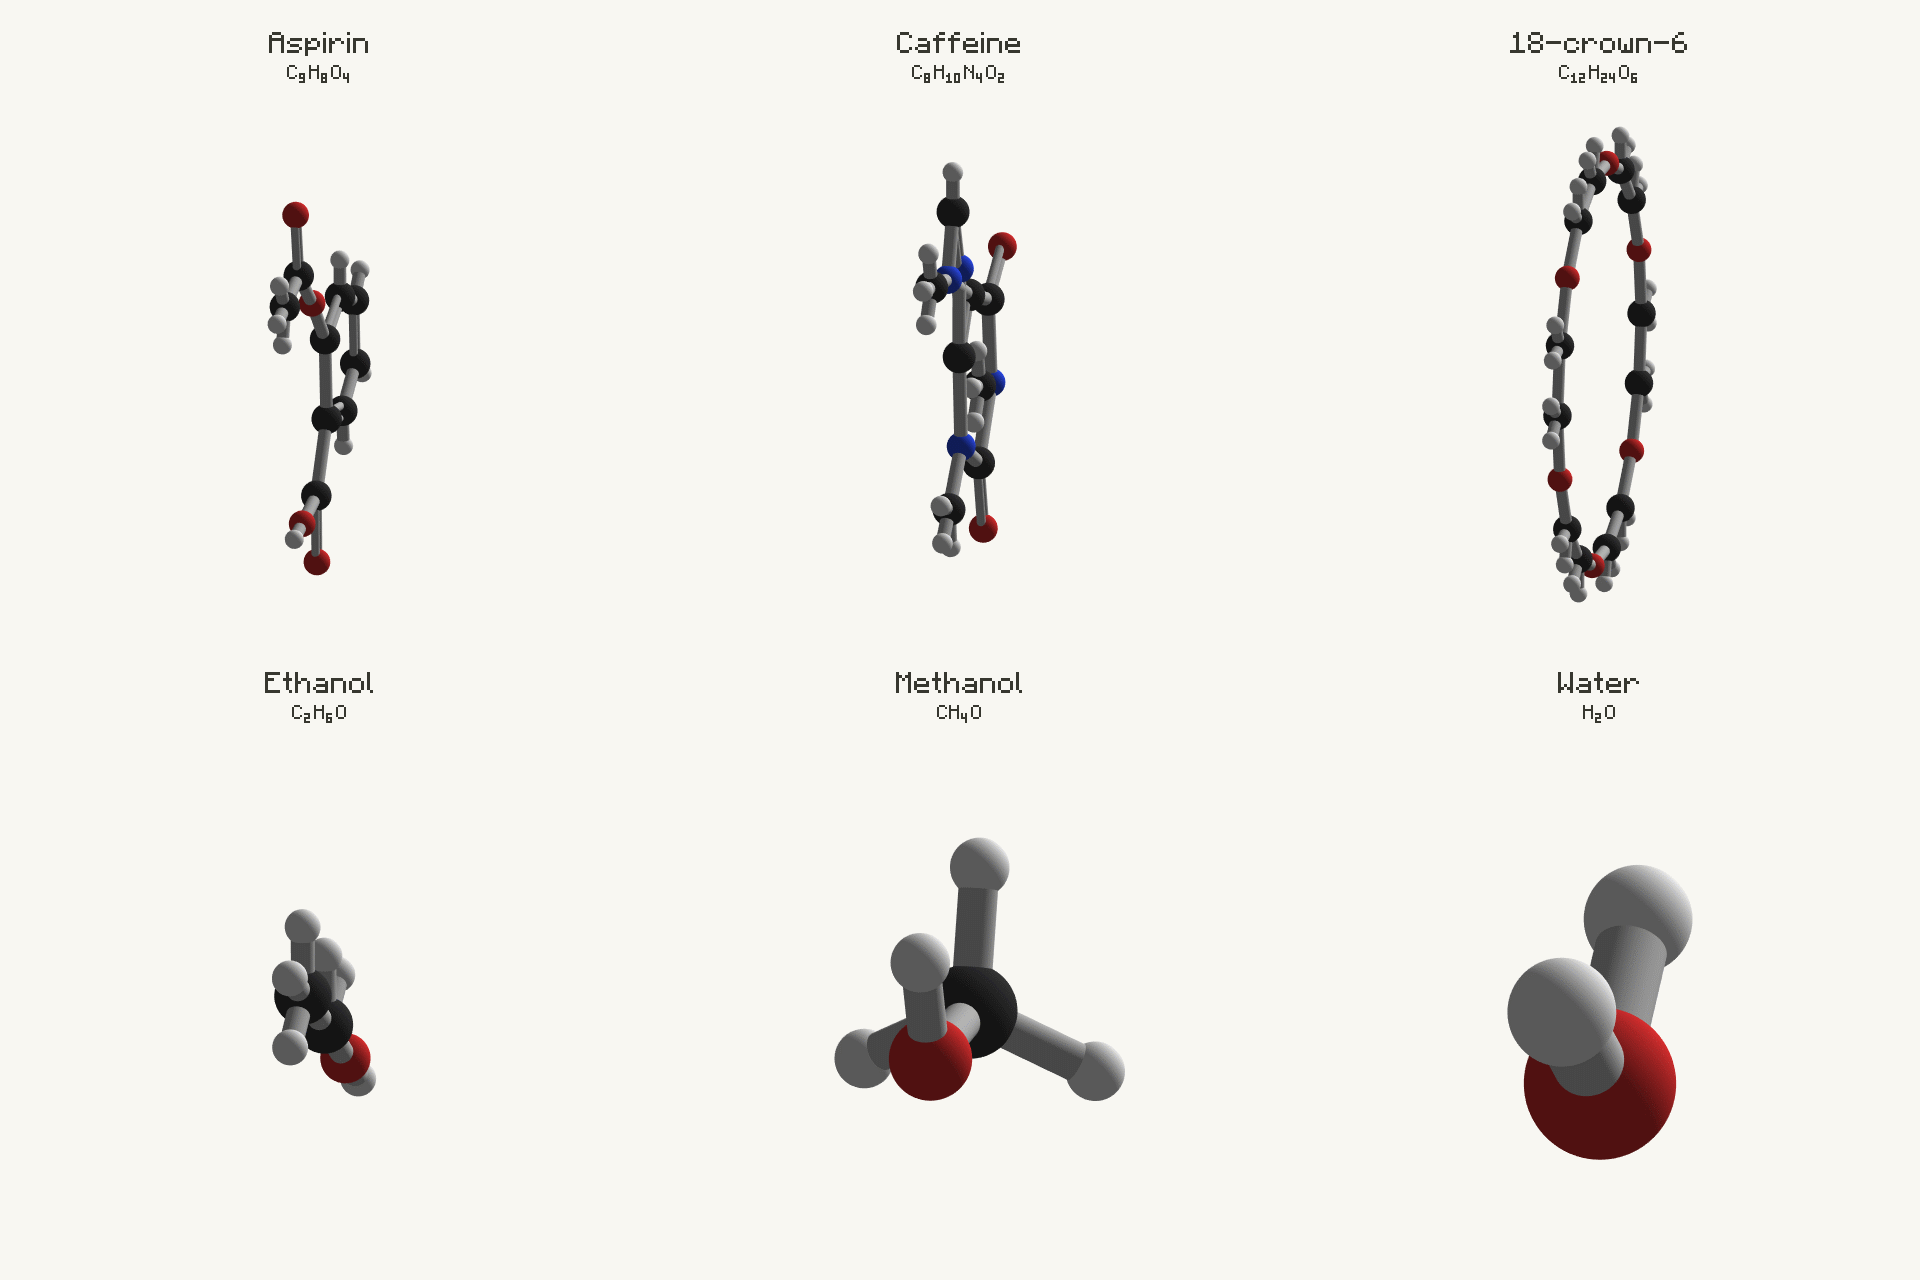 Aspirin
C₉H₈O₄
Caffeine
C₈H₁₀N₄O₂
18-crown-6
C₁₂H₂₄O₆
Ethanol
C₂H₆O
Methanol
CH₄O
Water
H₂O